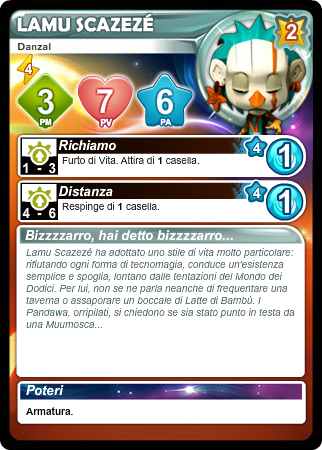 LAMU SCAZEZÉ
2
Danzal
4
3
PM
7
PV
6
PA
Richiamo
Furto di Vita. Attira di 1 casella.
1 - 3
4
1
Distanza
Respinge di 1 casella.
4 - 6
4
1
Bizzzzarro, hai detto bizzzzarro...
Lamu Scazezé ha adottato uno stile di vita molto particolare:
rifiutando ogni forma di tecnomagia, conduce un'esistenza
semplice e spoglia, lontano dalle tentazioni del Mondo dei
Dodici. Per lui, non se ne parla neanche di frequentare una
taverna o assaporare un boccale di Latte di Bambù. I
Pandawa, orripilati, si chiedono se sia stato punto in testa da
una Muumosca...
Poteri
Armatura.